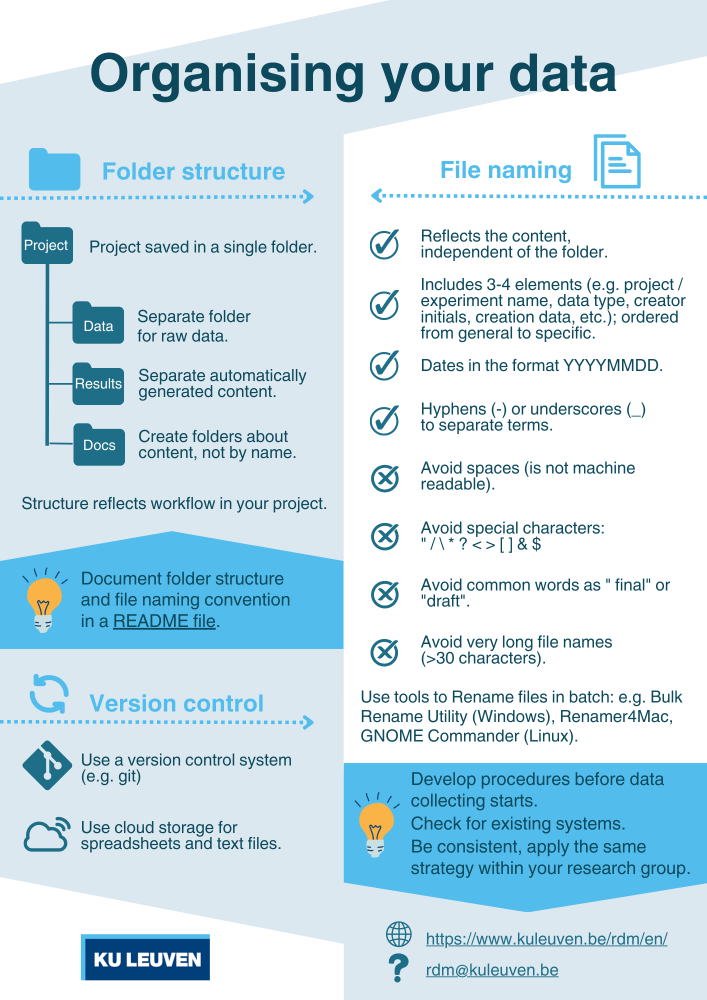 Organising your data
Folder structure
Project
Project saved in a single folder.
Data
Separate folder
for raw data.
Results
Separate automatically
generated content.
Docs
Create folders about
content, not by name.
Structure reflects workflow in your project.
Document folder structure
and file naming convention
in a README file.
Version control
Use a version control system
(e.g. git)
Use cloud storage for
spreadsheets and text files.
KU LEUVEN
File naming
Reflects the content,
independent of the folder.
Includes 3-4 elements (e.g. project /
experiment name, data type, creator
initials, creation data, etc.); ordered
from general to specific.
Dates in the format YYYYMMDD.
Hyphens (-) or underscores (_)
to separate terms.
Avoid spaces (is not machine
readable).
Avoid special characters:
" / \ * ? < > [ ] & $
Avoid common words as " final" or
"draft".
Avoid very long file names
(>30 characters).
Use tools to Rename files in batch: e.g. Bulk
Rename Utility (Windows), Renamer4Mac,
GNOME Commander (Linux).
Develop procedures before data
collecting starts.
Check for existing systems.
Be consistent, apply the same
strategy within your research group.
https://www.kuleuven.be/rdm/en/
rdm@kuleuven.be